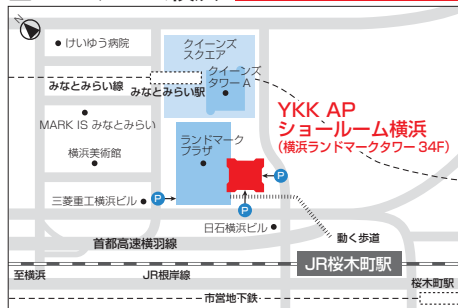 N
けいゆう病院
クイーンズ
スクエア
クイーンズ
タワーA
みなとみらい線
みなとみらい駅
MARK IS みなとみらい
YKK AP
ショールーム横浜
(横浜ランドマークタワー 34F)
横浜美術館
ランドマーク
プラザ
P
三菱重工横浜ビル
P
P
日石横浜ビル
動く歩道
首都高速横羽線
JR桜木町駅
至横浜
JR根岸線
桜木町駅
市営地下鉄